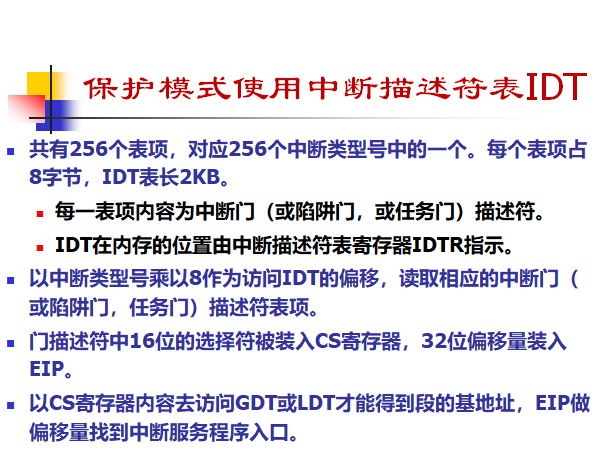 保护模式使用中断描述符表IDT
共有256个表项，对应256个中断类型号中的一个。每个表项占
8字节，IDT表长2KB。
每一表项内容为中断门（或陷阱门，或任务门）描述符。
IDT在内存的位置由中断描述符表寄存器IDTR指示。
以中断类型号乘以8作为访问IDT的偏移，读取相应的中断门（
或陷阱门，任务门）描述符表项。
门描述符中16位的选择符被装入CS寄存器，32位偏移量装入
EIP。
以CS寄存器内容去访问GDT或LDT才能得到段的基地址，EIP做
偏移量找到中断服务程序入口。